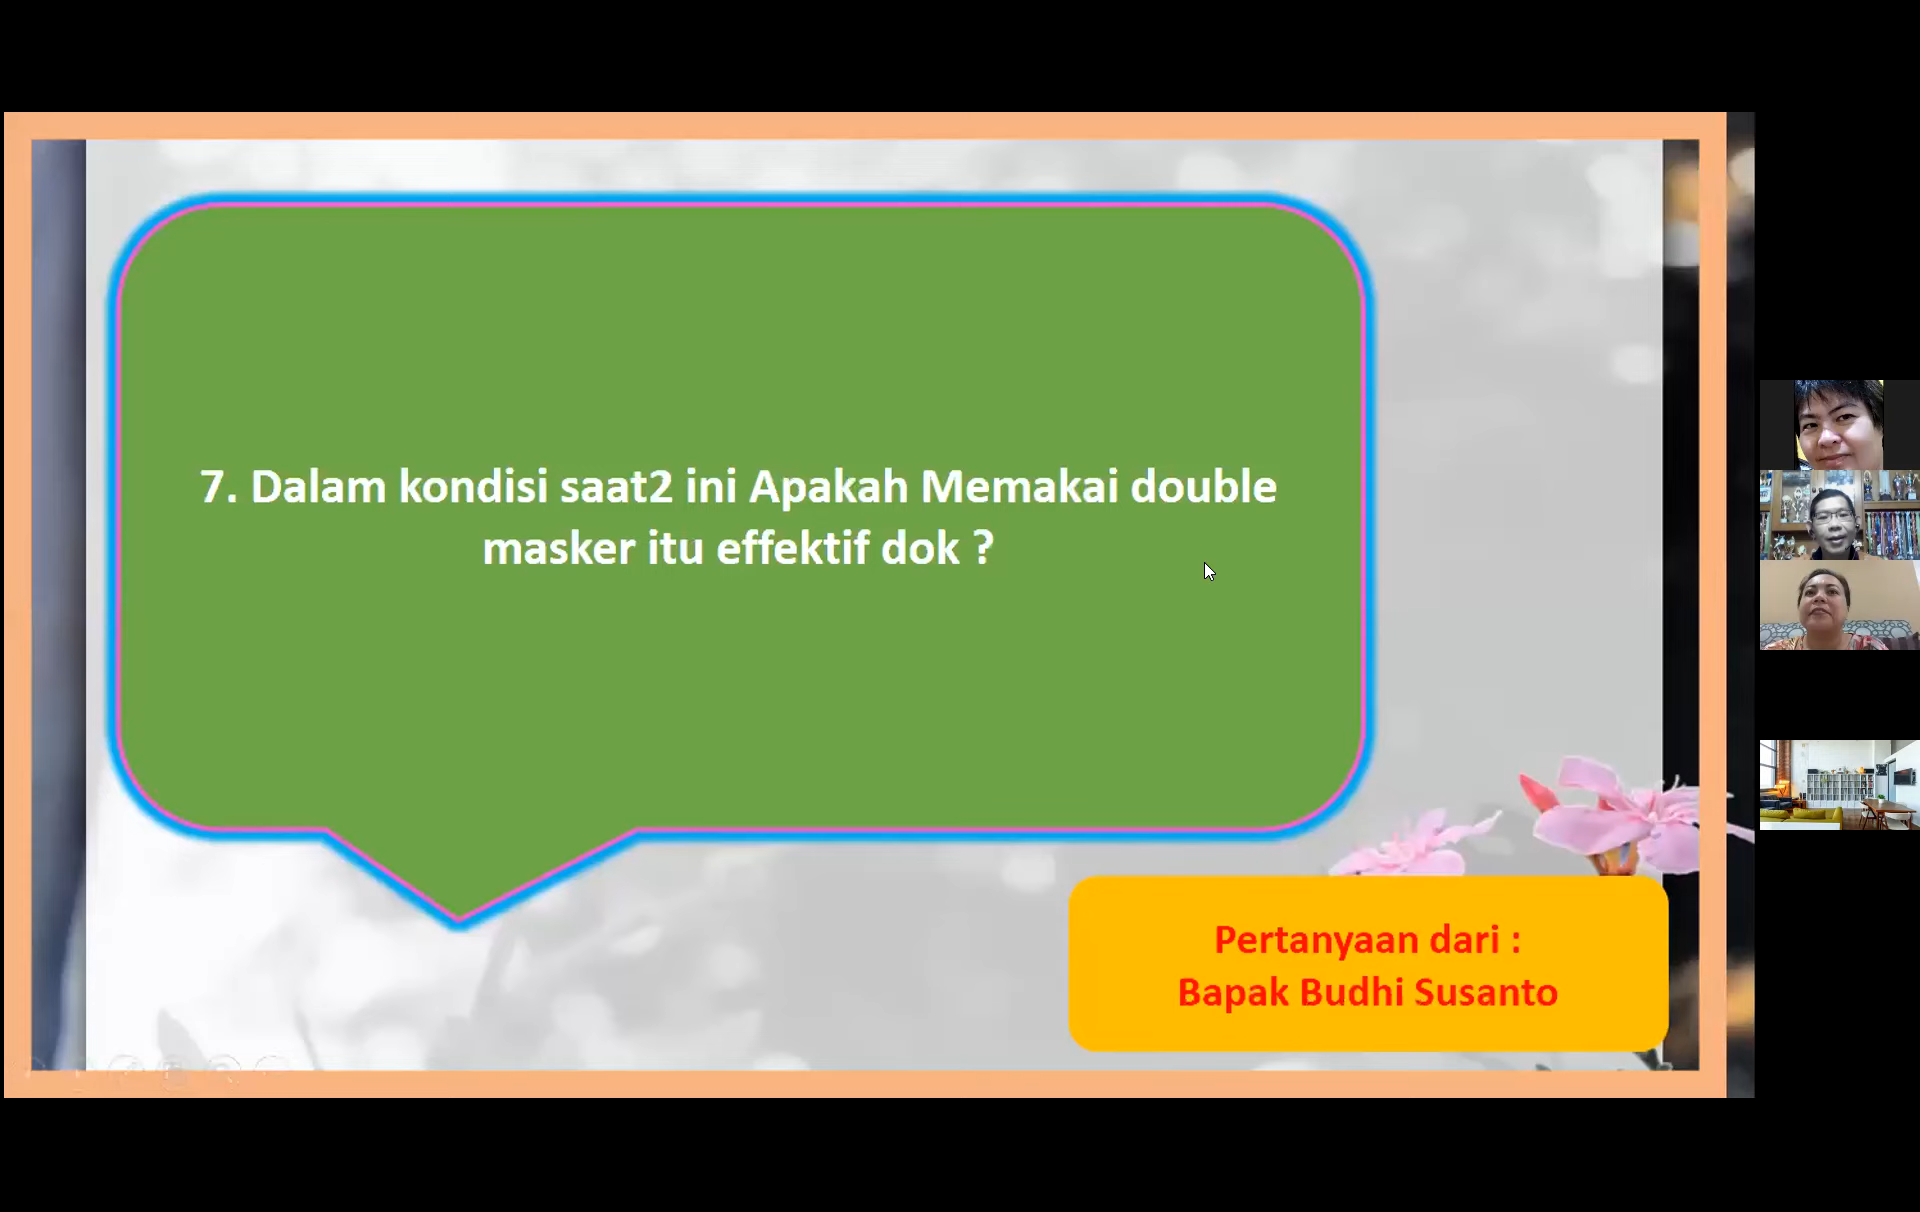 7. Dalam kondisi saat2 ini Apakah Memakai double
masker itu effektif dok ?
Pertanyaan dari :
Bapak Budhi Susanto